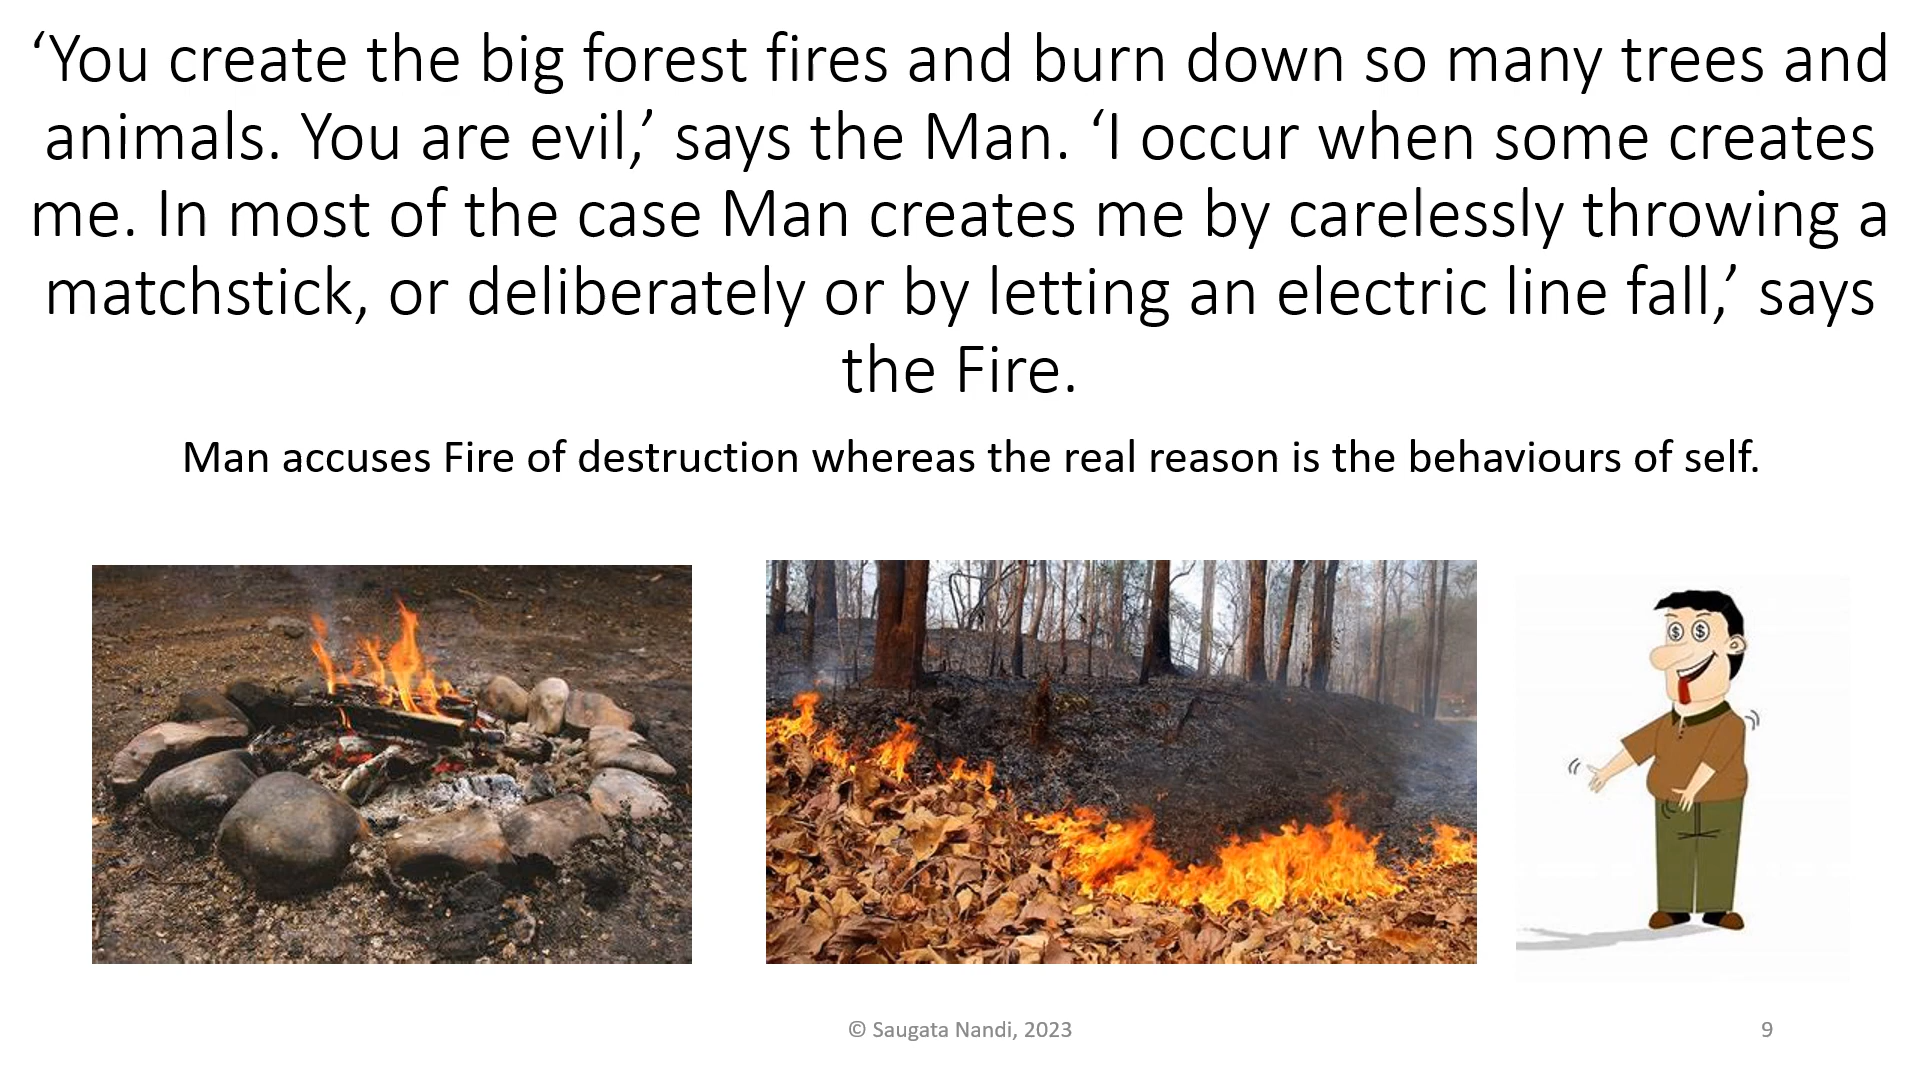 ‘You create the big forest fires and burn down so many trees and
animals. You are evil,’ says the Man. ‘I occur when some creates
me. In most of the case Man creates me by carelessly throwing a
matchstick, or deliberately or by letting an electric line fall,’ says
the Fire.
Man accuses Fire of destruction whereas the real reason is the behaviours of self.
$ $
© Saugata Nandi, 2023
9